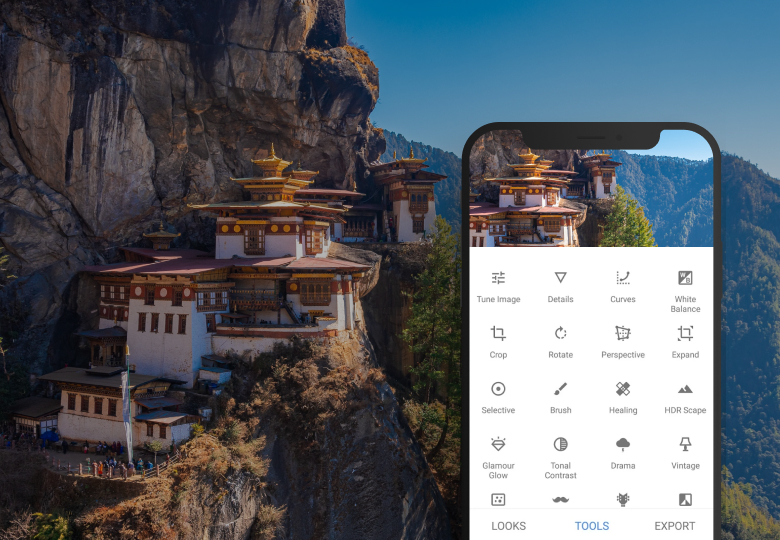 Tune Image
Details
Curves
White
Balance
Crop
Rotate
Perspective
Expand
Selective
Brush
Healing
HDR Scape
Glamour
Glow
Tonal
Contrast
Drama
Vintage
LOOKS
TOOLS
EXPORT